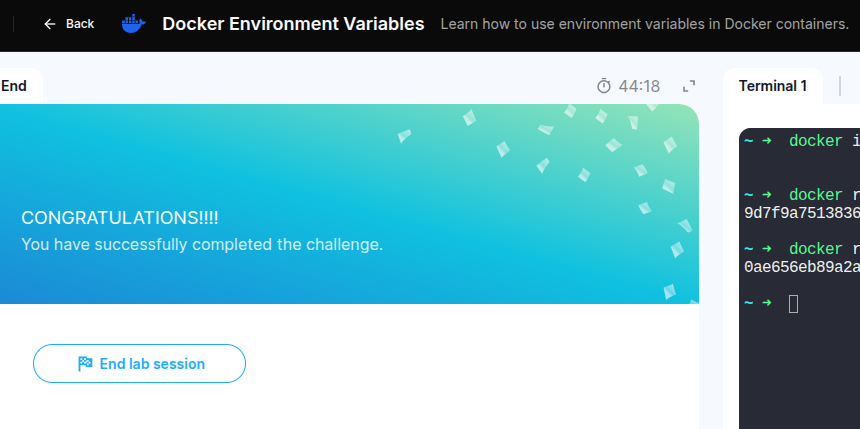 Back
Docker Environment Variables
Learn how to use environment variables in Docker containers.
End
44:18
CONGRATULATIONS!!!!
You have successfully completed the challenge.
End lab session
Terminal 1
~ ➜ docker i
~ ➜ docker r
9d7f9a7513836
~ ➜ docker r
0ae656eb89a2a
~ ➜